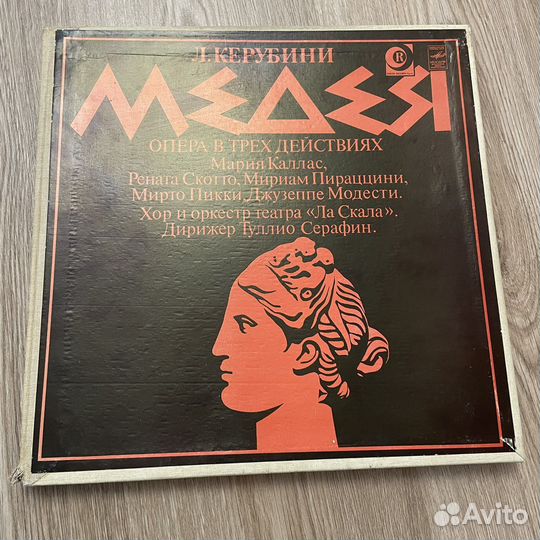 Л. КЕРУБИНИ
МЕДЕЯ
ОПЕРА В ТРЕХ ДЕЙСТВИЯХ
Мария Каллас,
Рената Скотто, Мириам Пираццини,
Мирто Пикки, Джузеппе Модести.
Хор и оркестр театра «Ла Скала».
Дирижер Туллио Серафин.
R
Avito